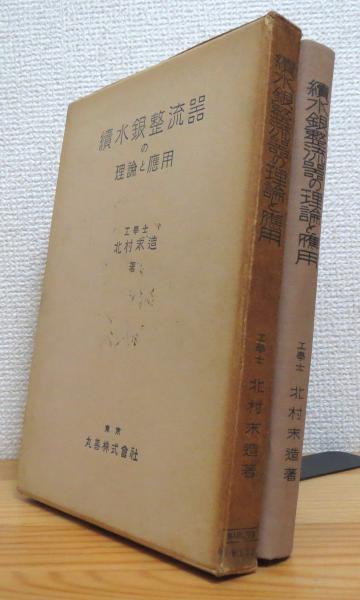 續水銀整流器
の
理論と應用
工學士
北村末造
著
東京
丸善株式會社
續水銀整流器の理論と應用
工學士 北村末造著
續水銀整流器の理論と應用
工學士 北村末造著